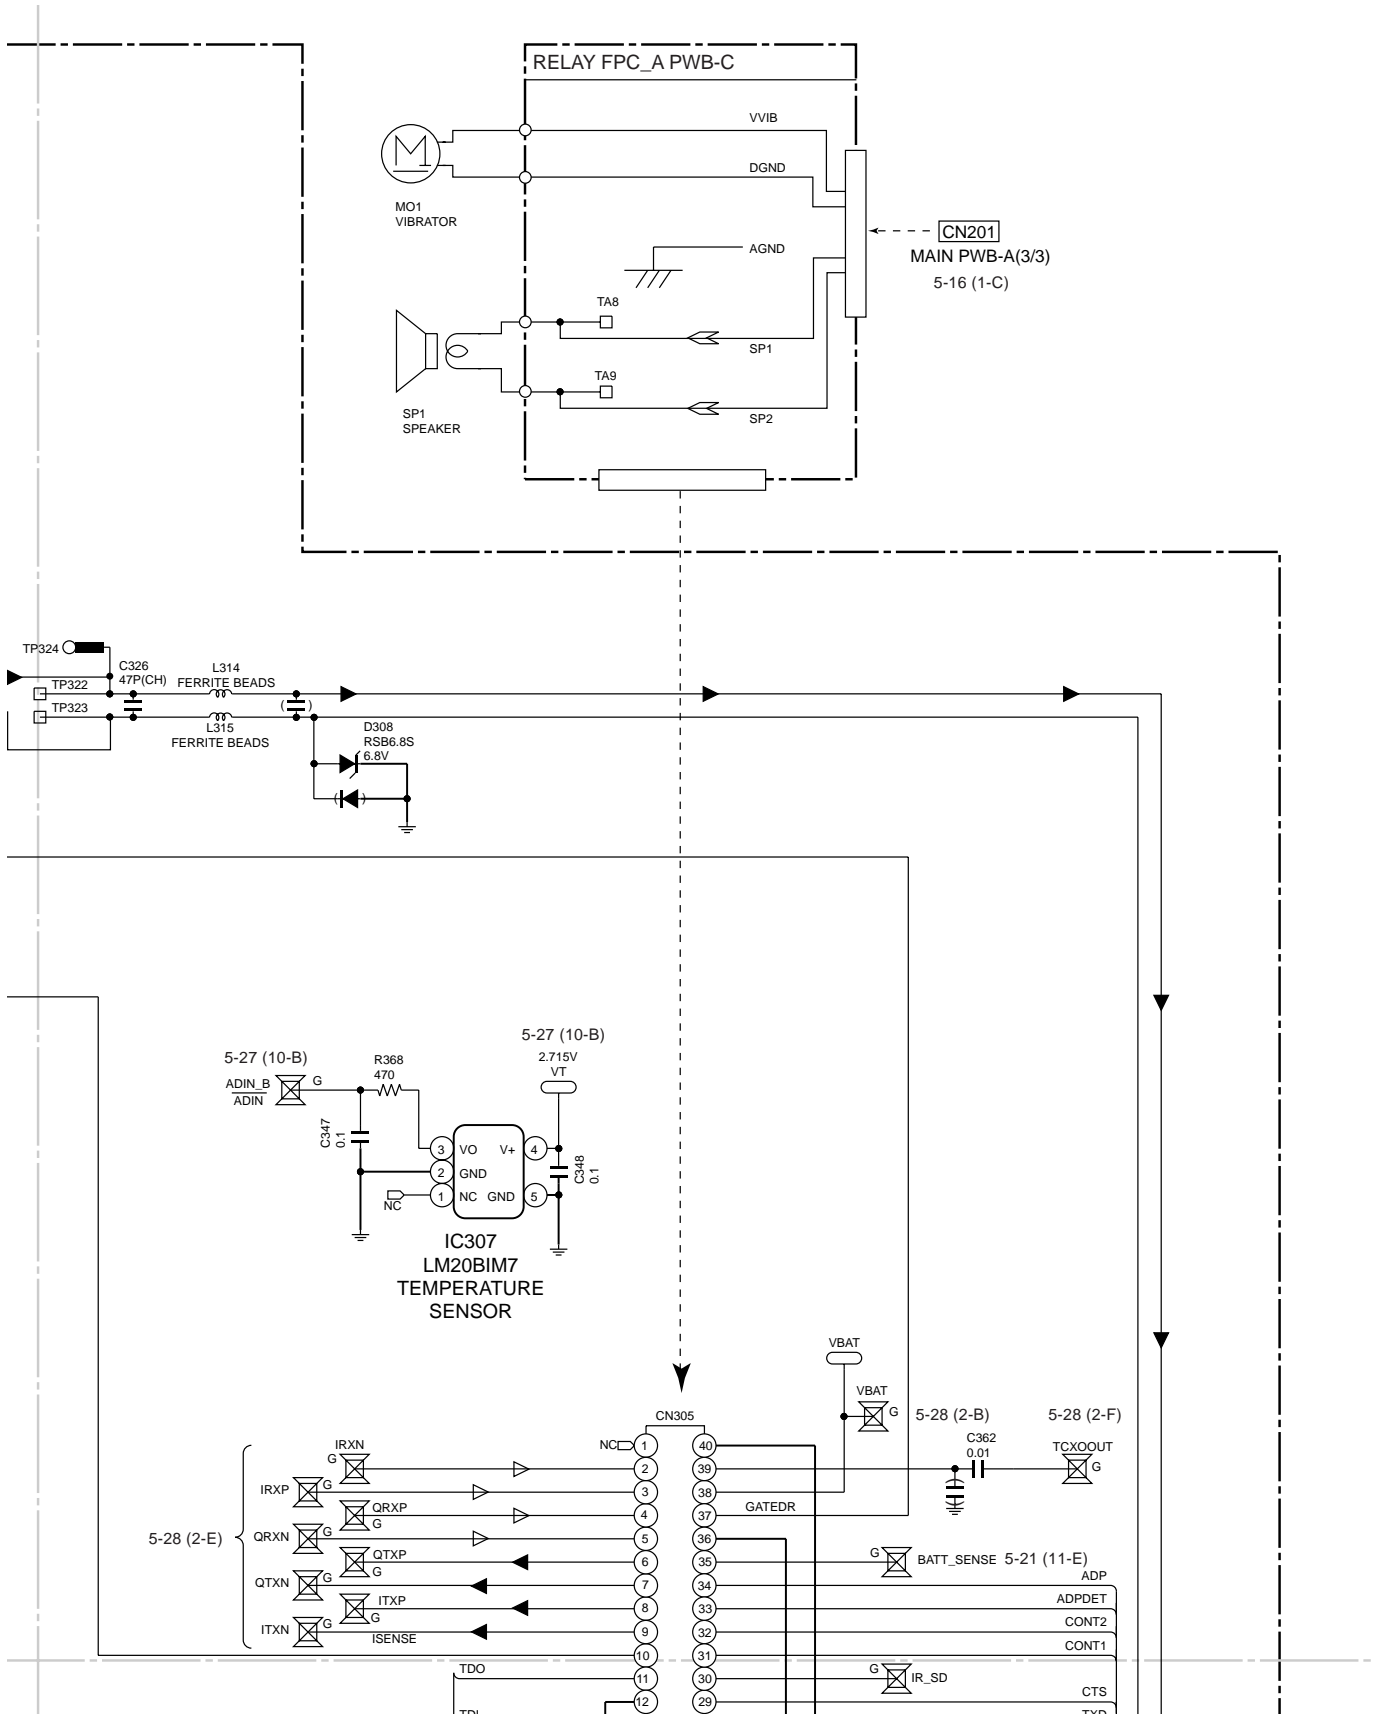 RELAY FPC_A PWB-C
VVIB
DGND
MO1
VIBRATOR
CN201
MAIN PWB-A(3/3)
5-16 (1-C)
AGND
TA8
SP1
TA9
SP1
SPEAKER
SP2
TP324
C326
47P(CH)
L314
FERRITE BEADS
TP322
TP323
L315
FERRITE BEADS
( )
D308
RSB6.8S
6.8V
( )
5-27 (10-B)
5-27 (10-B)
2.715V
VT
R368
470
ADIN_B
ADIN
G
C347
0.1
3 VO V+ 4
2 GND
1 NC GND 5
NC
C348
0.1
IC307
LM20BIM7
TEMPERATURE
SENSOR
VBAT
VBAT
G
5-28 (2-B)
5-28 (2-F)
CN305
C362
0.01
TCXOOUT
G
( )
NC 1 40
IRXN
G
2 39
IRXP G 3 38
QRXP
G
4 37 GATEDR
5-28 (2-E)
QRXN G 5 36
QTXP
G
6 35 G BATT_SENSE 5-21 (11-E)
QTXN G 7 34 ADP
ITXP
G
8 33 ADPDET
ITXN G 9 32 CONT2
ISENSE
10 31 CONT1
TDO 11 30 G IR_SD
12 29 CTS
TDI
TXD